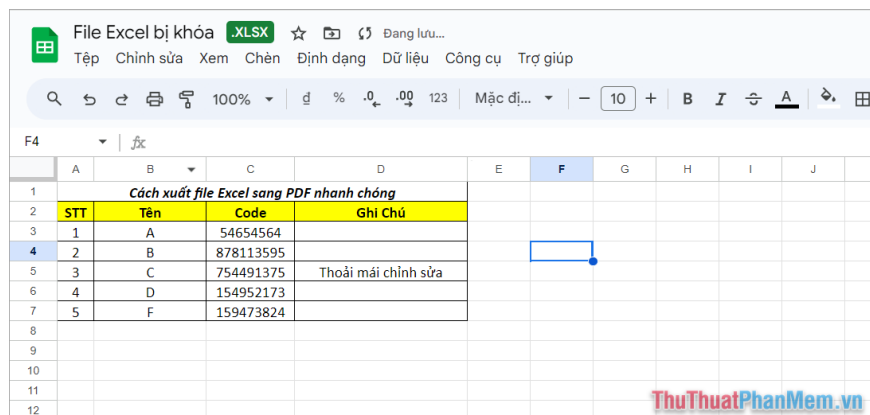 File Excel bị khóa .XLSX Đang lưu...
Tệp Chỉnh sửa Xem Chèn Định dạng Dữ liệu Công cụ Trợ giúp
100% đ % .0 .00 123 Mặc đị... − 10 + B I A
F4 fx
A B C D E F G H I J
1 Cách xuất file Excel sang PDF nhanh chóng
2 STT Tên Code Ghi Chú
3 1 A 54654564
4 2 B 878113595
5 3 C 754491375 Thoải mái chỉnh sửa
6 4 D 154952173
7 5 F 159473824
8
9
10
11
12
ThuThuatPhanMem.vn